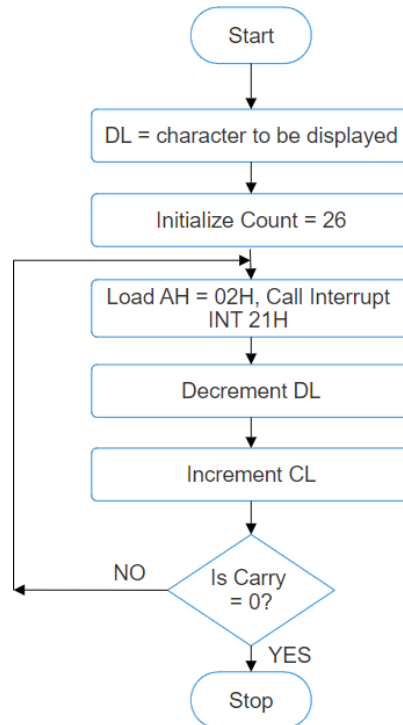 Start
DL = character to be displayed
Initialize Count = 26
Load AH = 02H, Call Interrupt
INT 21H
Decrement DL
Increment CL
Is Carry
= 0?
NO
YES
Stop